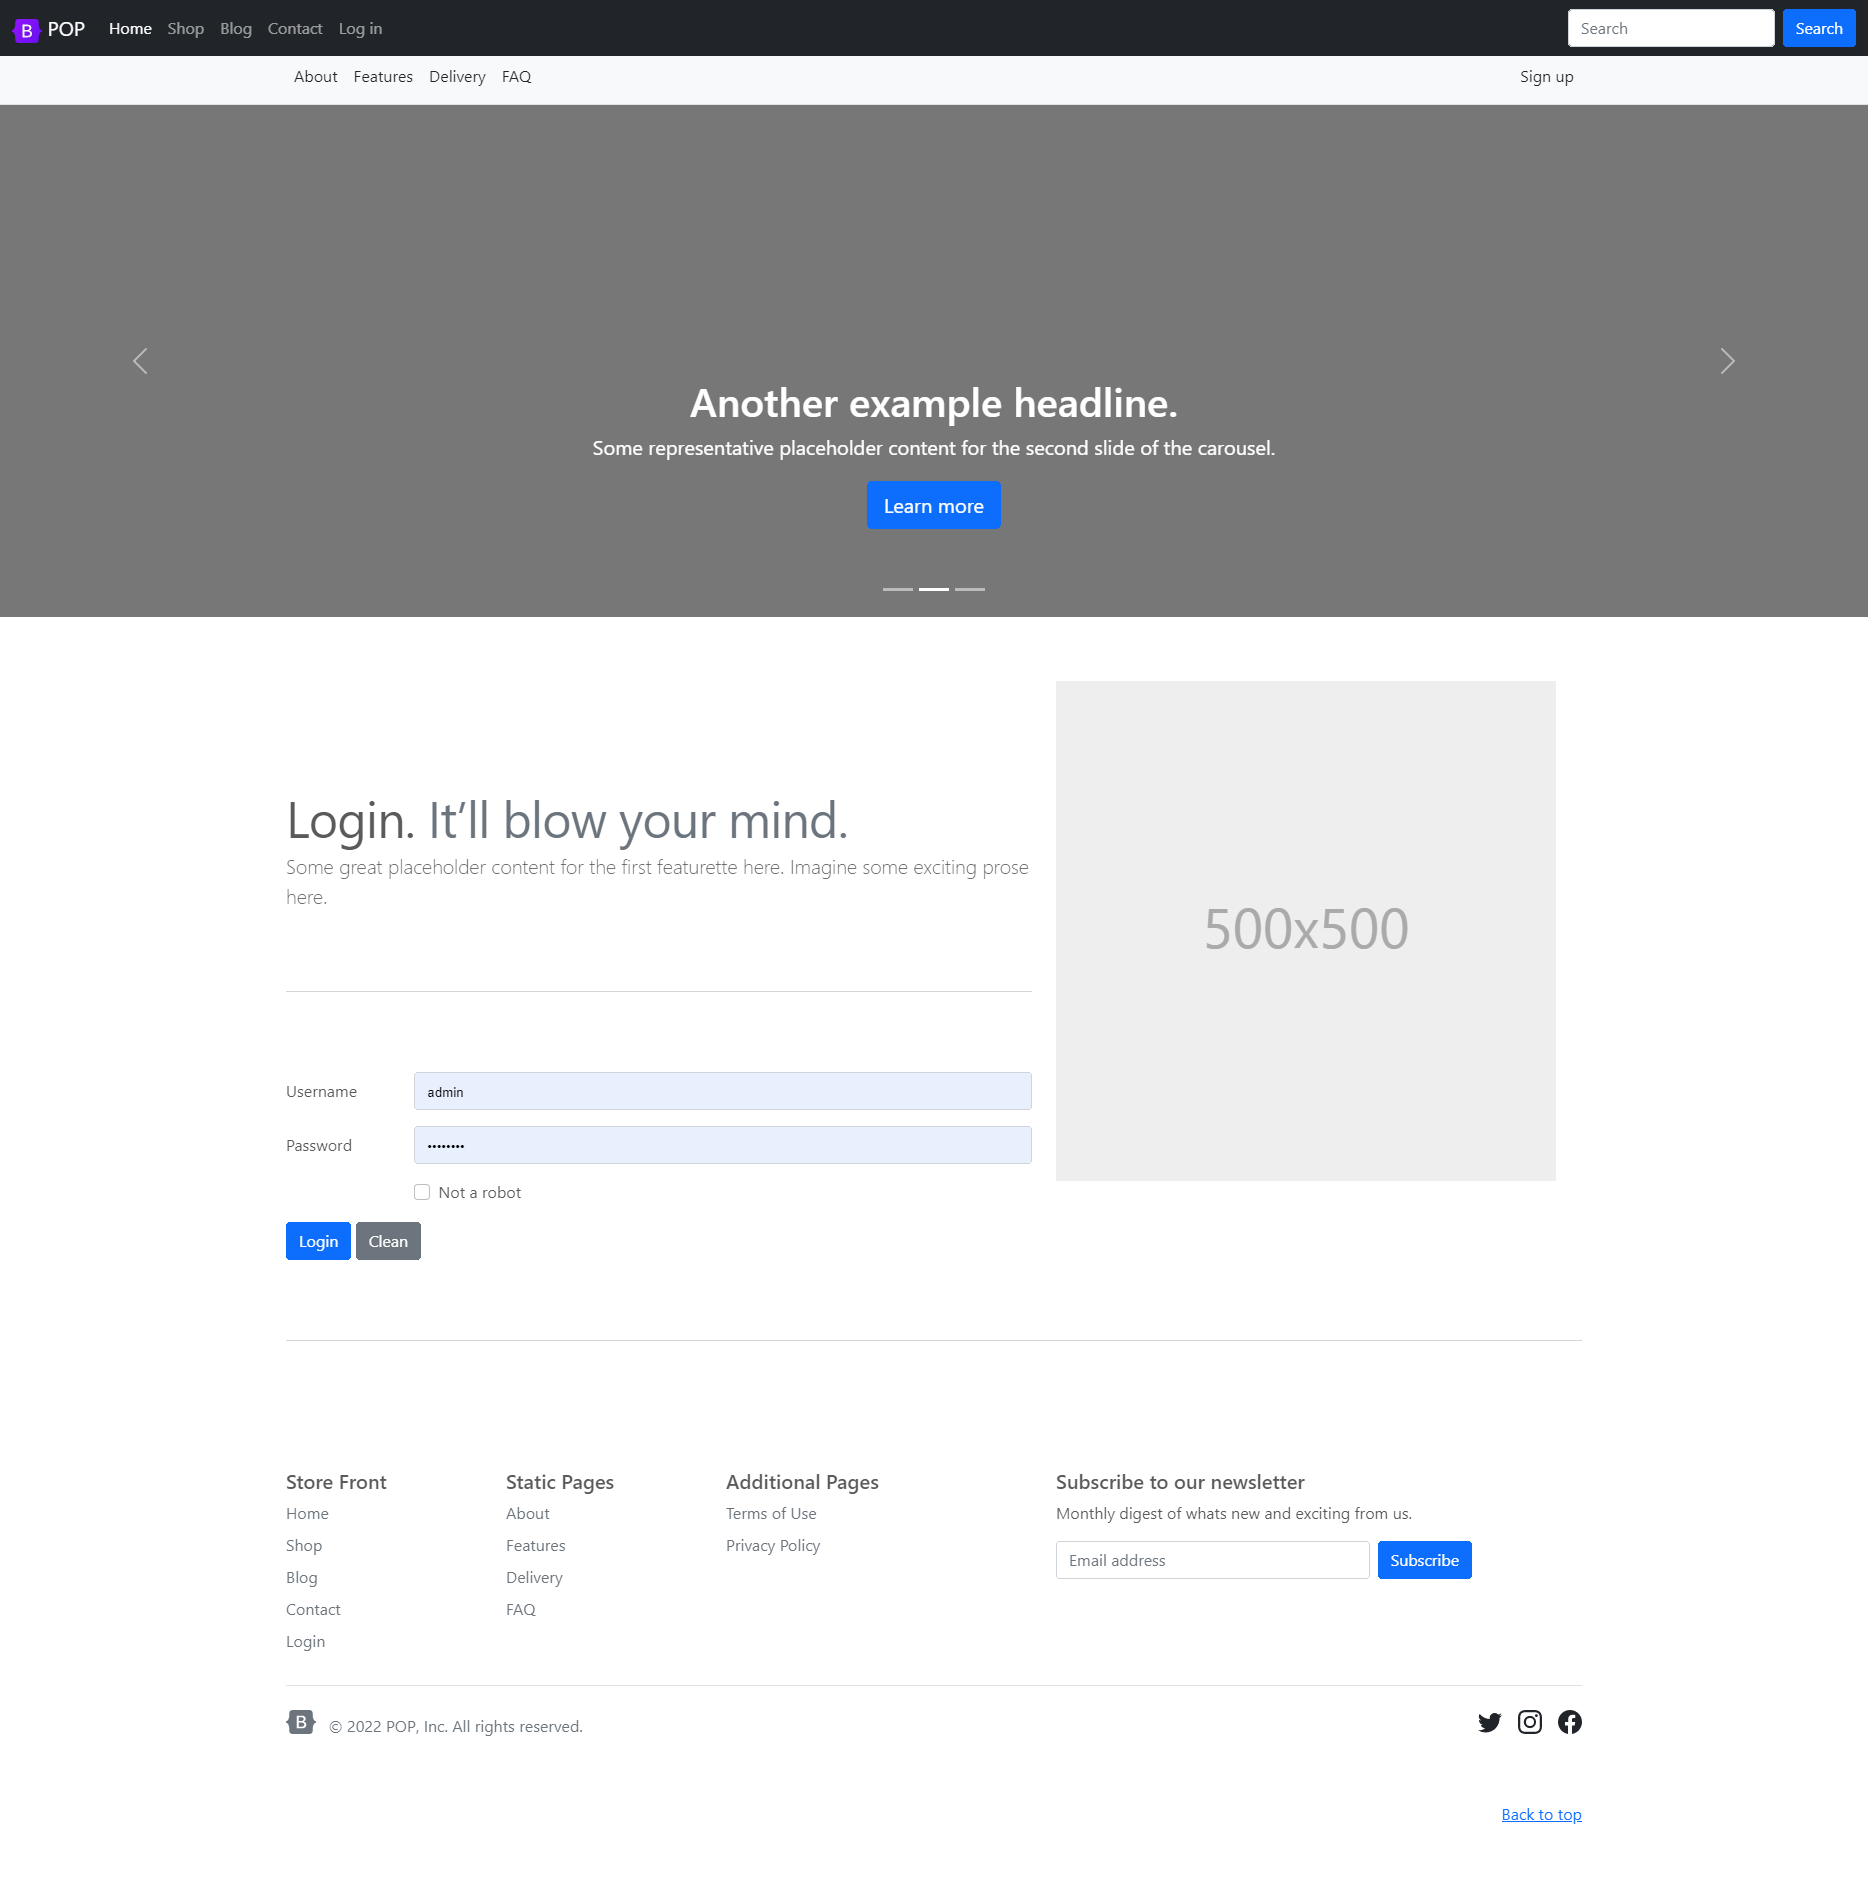 B POP Home Shop Blog Contact Log in Search Search
About Features Delivery FAQ Sign up
Another example headline.
Some representative placeholder content for the second slide of the carousel.
Learn more
Login. It’ll blow your mind.
Some great placeholder content for the first featurette here. Imagine some exciting prose
here.
500x500
Username admin
Password ••••••••
Not a robot
Login Clean
Store Front
Home
Shop
Blog
Contact
Login
Static Pages
About
Features
Delivery
FAQ
Additional Pages
Terms of Use
Privacy Policy
Subscribe to our newsletter
Monthly digest of whats new and exciting from us.
Email address Subscribe
B © 2022 POP, Inc. All rights reserved.
Back to top